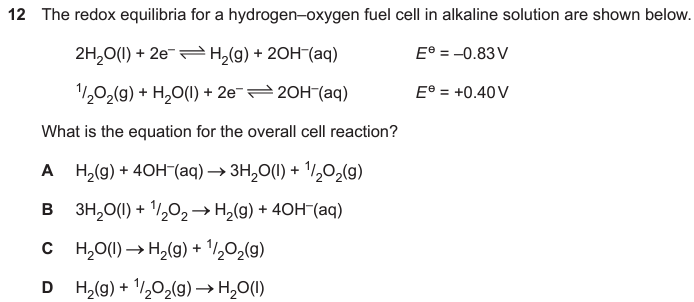 12 The redox equilibria for a hydrogen–oxygen fuel cell in alkaline solution are shown below.
2H₂O(l) + 2e⁻ ⇌ H₂(g) + 2OH⁻(aq) E⦵ = –0.83 V
¹/₂O₂(g) + H₂O(l) + 2e⁻ ⇌ 2OH⁻(aq) E⦵ = +0.40 V
What is the equation for the overall cell reaction?
A H₂(g) + 4OH⁻(aq) → 3H₂O(l) + ¹/₂O₂(g)
B 3H₂O(l) + ¹/₂O₂ → H₂(g) + 4OH⁻(aq)
C H₂O(l) → H₂(g) + ¹/₂O₂(g)
D H₂(g) + ¹/₂O₂(g) → H₂O(l)